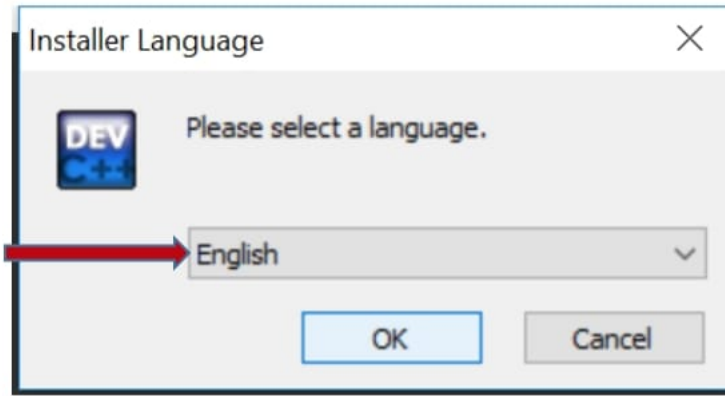 Installer Language
DEV
C++
Please select a language.
English
OK
Cancel